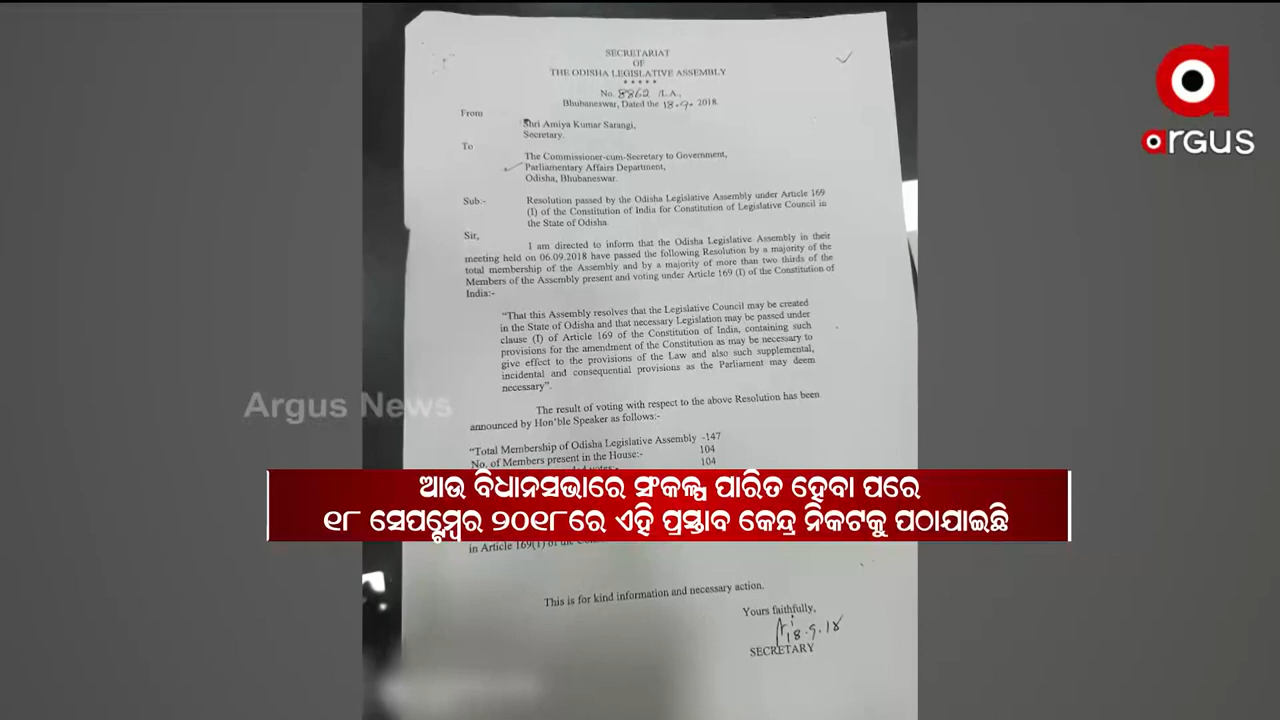 SECRETARIAT
OF
THE ODISHA LEGISLATIVE ASSEMBLY
*****
No. 8862 /L.A.,
Bhubaneswar, Dated the 18.9. 2018.
From
Shri Amiya Kumar Sarangi,
Secretary.
To
The Commissioner-cum-Secretary to Government,
Parliamentary Affairs Department,
Odisha, Bhubaneswar.
Sub:- Resolution passed by the Odisha Legislative Assembly under Article 169
(I) of the Constitution of India for Constitution of Legislative Council in
the State of Odisha.
Sir,
I am directed to inform that the Odisha Legislative Assembly in their
meeting held on 06.09.2018 have passed the following Resolution by a majority of the
total membership of the Assembly and by a majority of more than two thirds of the
Members of the Assembly present and voting under Article 169 (I) of the Constitution of
India:-
“That this Assembly resolves that the Legislative Council may be created
in the State of Odisha and that necessary Legislation may be passed under
clause (I) of Article 169 of the Constitution of India, containing such
provisions for the amendment of the Constitution as may be necessary to
give effect to the provisions of the Law and also such supplemental,
incidental and consequential provisions as the Parliament may deem
necessary”.
The result of voting with respect to the above Resolution has been
announced by Hon'ble Speaker as follows:-
“Total Membership of Odisha Legislative Assembly -147
No. of Members present in the House:- 104
104
ଆଉ ବିଧାନସଭାରେ ସଂକଳ୍ପ ପାରିତ ହେବା ପରେ
୧୮ ସେପ୍ଟେମ୍ବର ୨୦୧୮ରେ ଏହି ପ୍ରସ୍ତାବ କେନ୍ଦ୍ର ନିକଟକୁ ପଠାଯାଇଛି
in Article 169(1) of the
This is for kind information and necessary action.
Yours faithfully,
18.9.18
SECRETARY
Argus News
a
argus